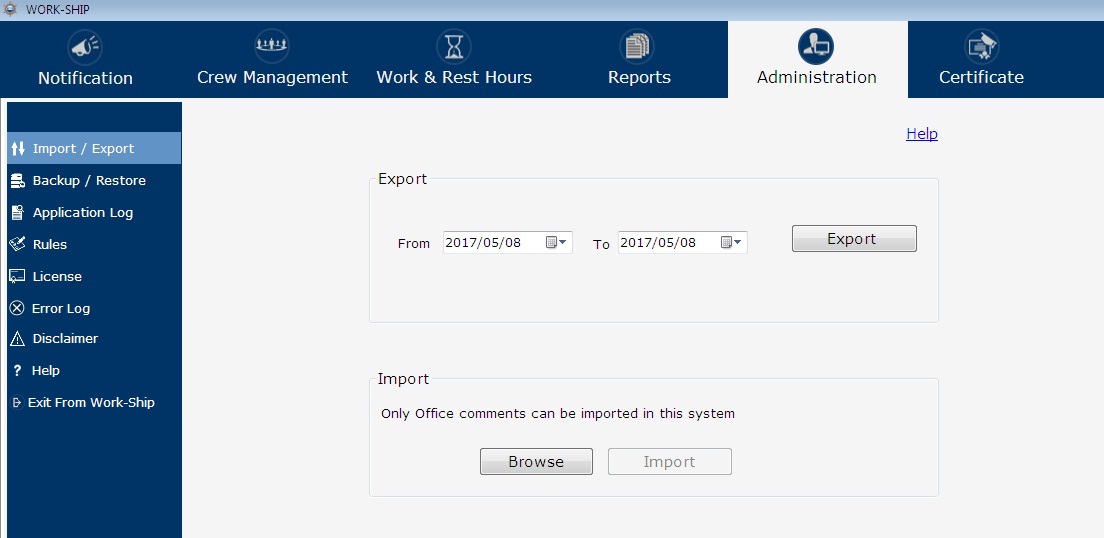 WORK-SHIP
Notification Crew Management Work & Rest Hours Reports Administration Certificate
Help
Import / Export
Backup / Restore
Application Log
Rules
License
Error Log
Disclaimer
? Help
Exit From Work-Ship
Export
From 2017/05/08 To 2017/05/08 Export
Import
Only Office comments can be imported in this system
Browse Import